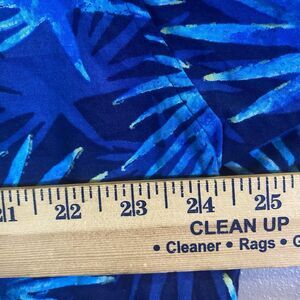 21 22 23 24 25
CLEAN UP
• Cleaner • Rags • G